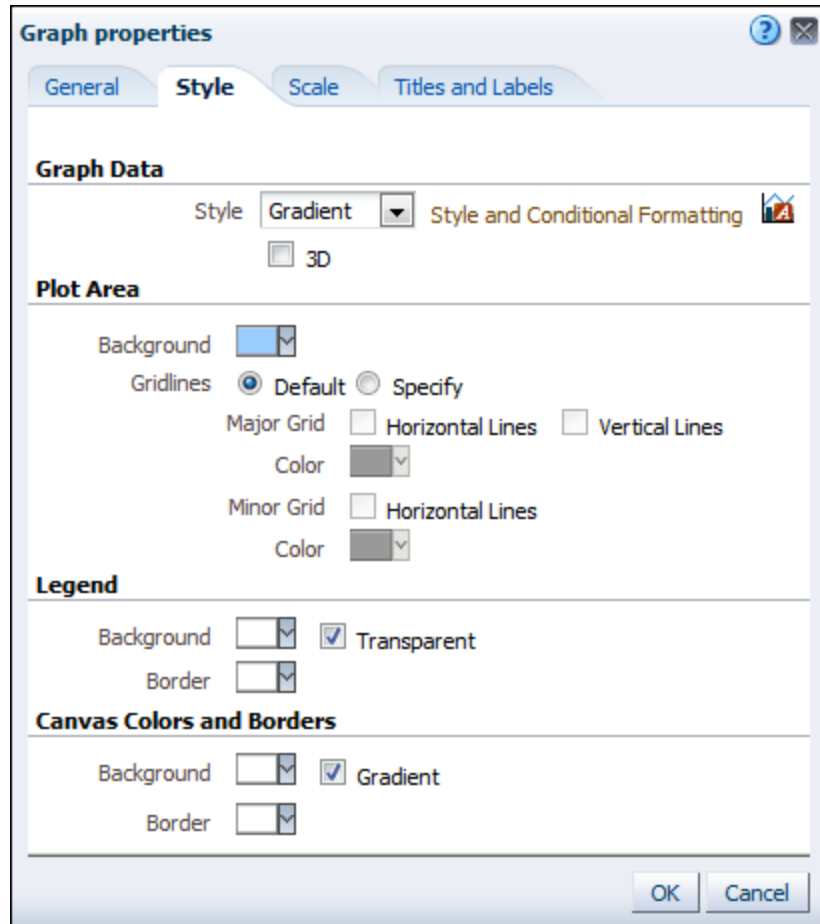 Graph properties
General Style Scale Titles and Labels
Graph Data
Style Gradient Style and Conditional Formatting
3D
Plot Area
Background
Gridlines Default Specify
Major Grid Horizontal Lines Vertical Lines
Color
Minor Grid Horizontal Lines
Color
Legend
Background Transparent
Border
Canvas Colors and Borders
Background Gradient
Border
OK Cancel